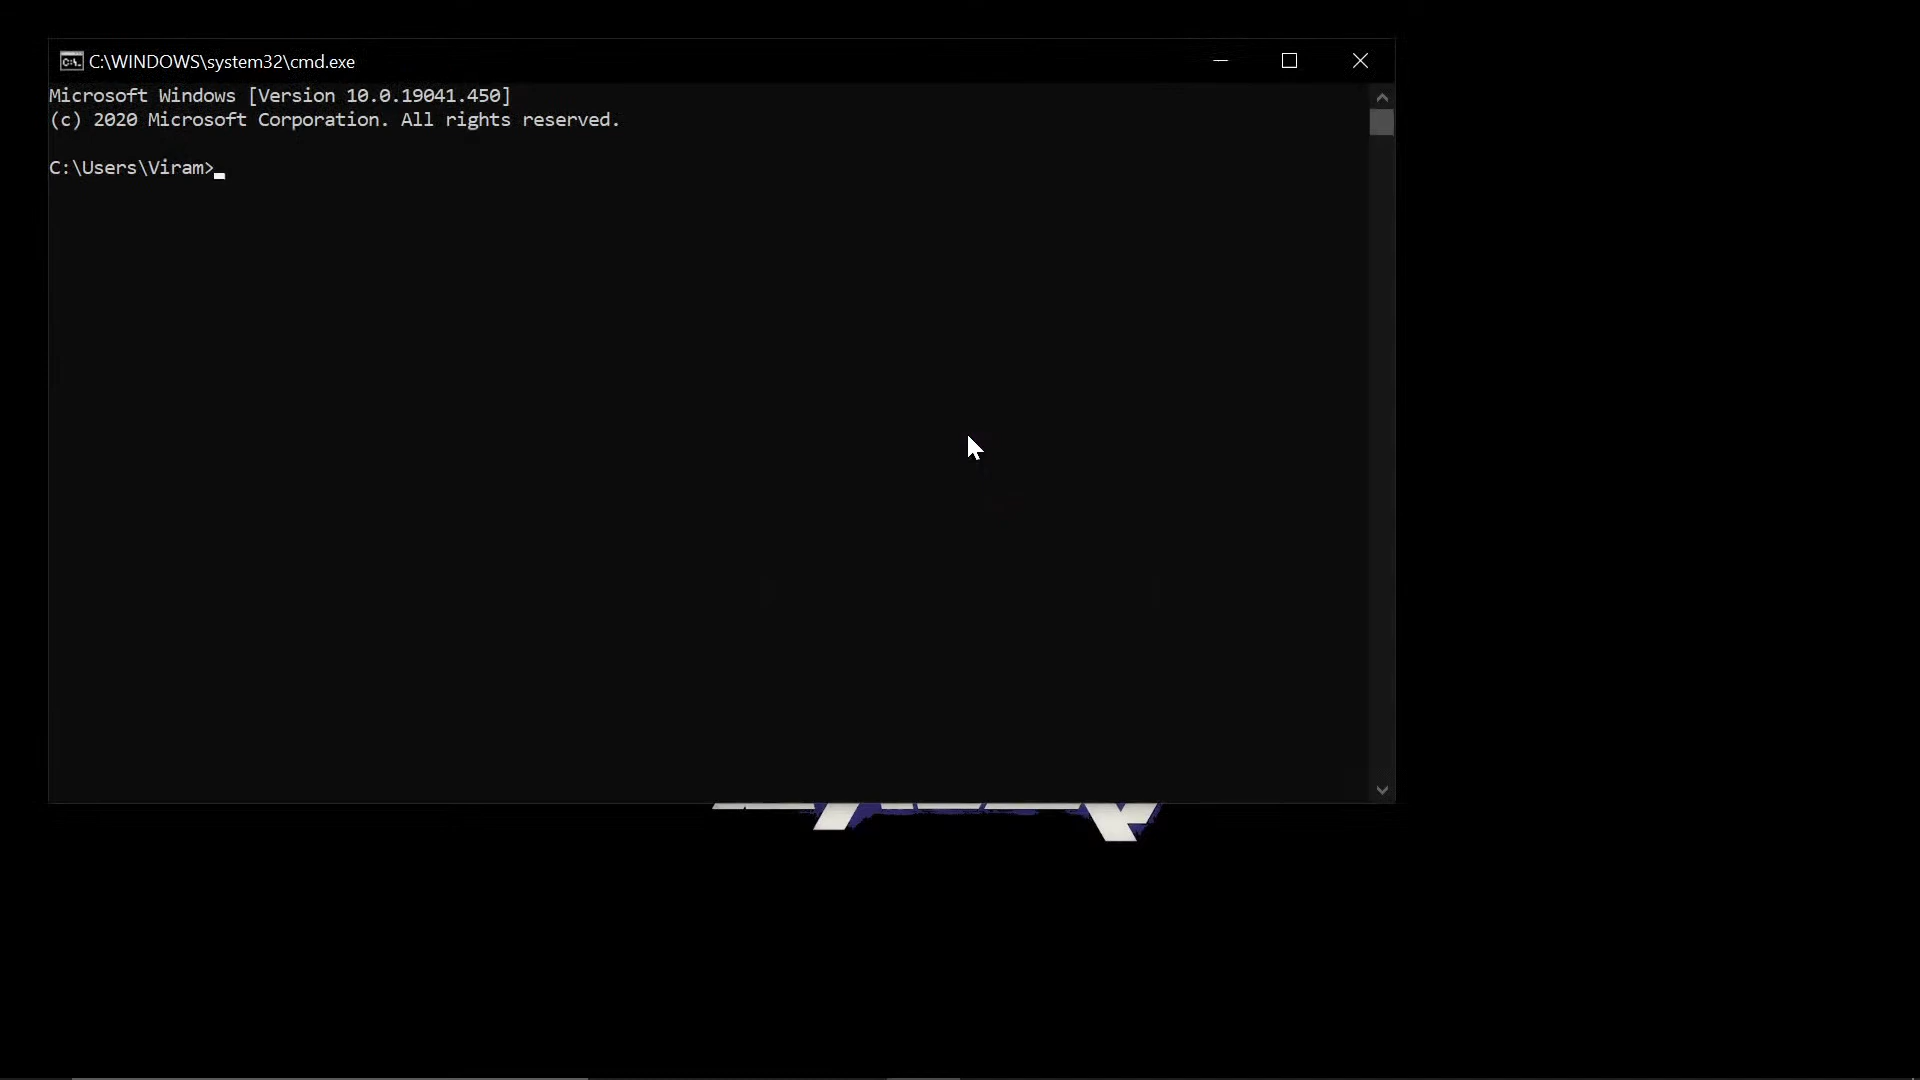 C:\WINDOWS\system32\cmd.exe
Microsoft Windows [Version 10.0.19041.450]
(c) 2020 Microsoft Corporation. All rights reserved.
C:\Users\Viram>